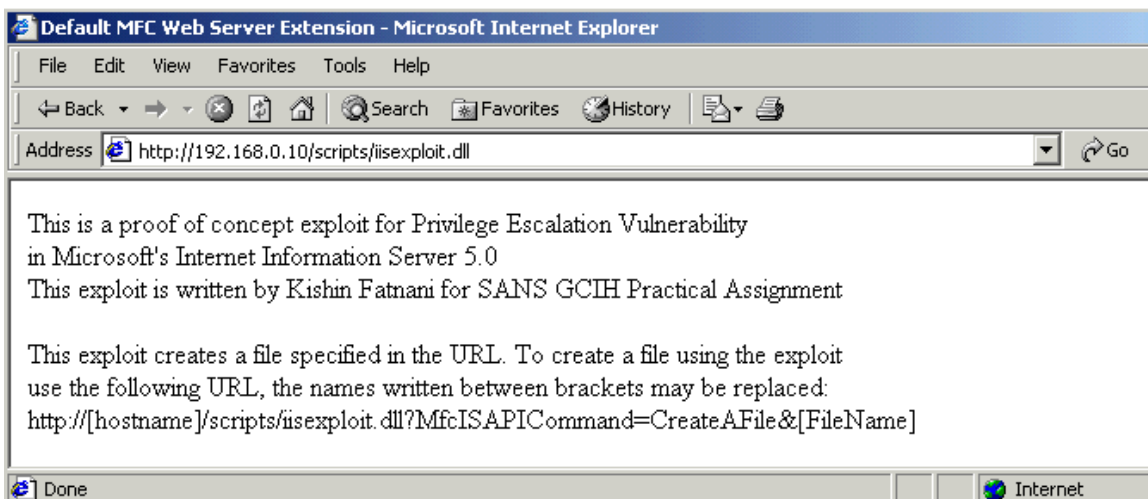 Default MFC Web Server Extension - Microsoft Internet Explorer
File Edit View Favorites Tools Help
Back Search Favorites History
Address http://192.168.0.10/scripts/iisexploit.dll Go
This is a proof of concept exploit for Privilege Escalation Vulnerability
in Microsoft's Internet Information Server 5.0
This exploit is written by Kishin Fatnani for SANS GCIH Practical Assignment
This exploit creates a file specified in the URL. To create a file using the exploit
use the following URL, the names written between brackets may be replaced:
http://[hostname]/scripts/iisexploit.dll?MfcISAPICommand=CreateAFile&[FileName]
Done Internet